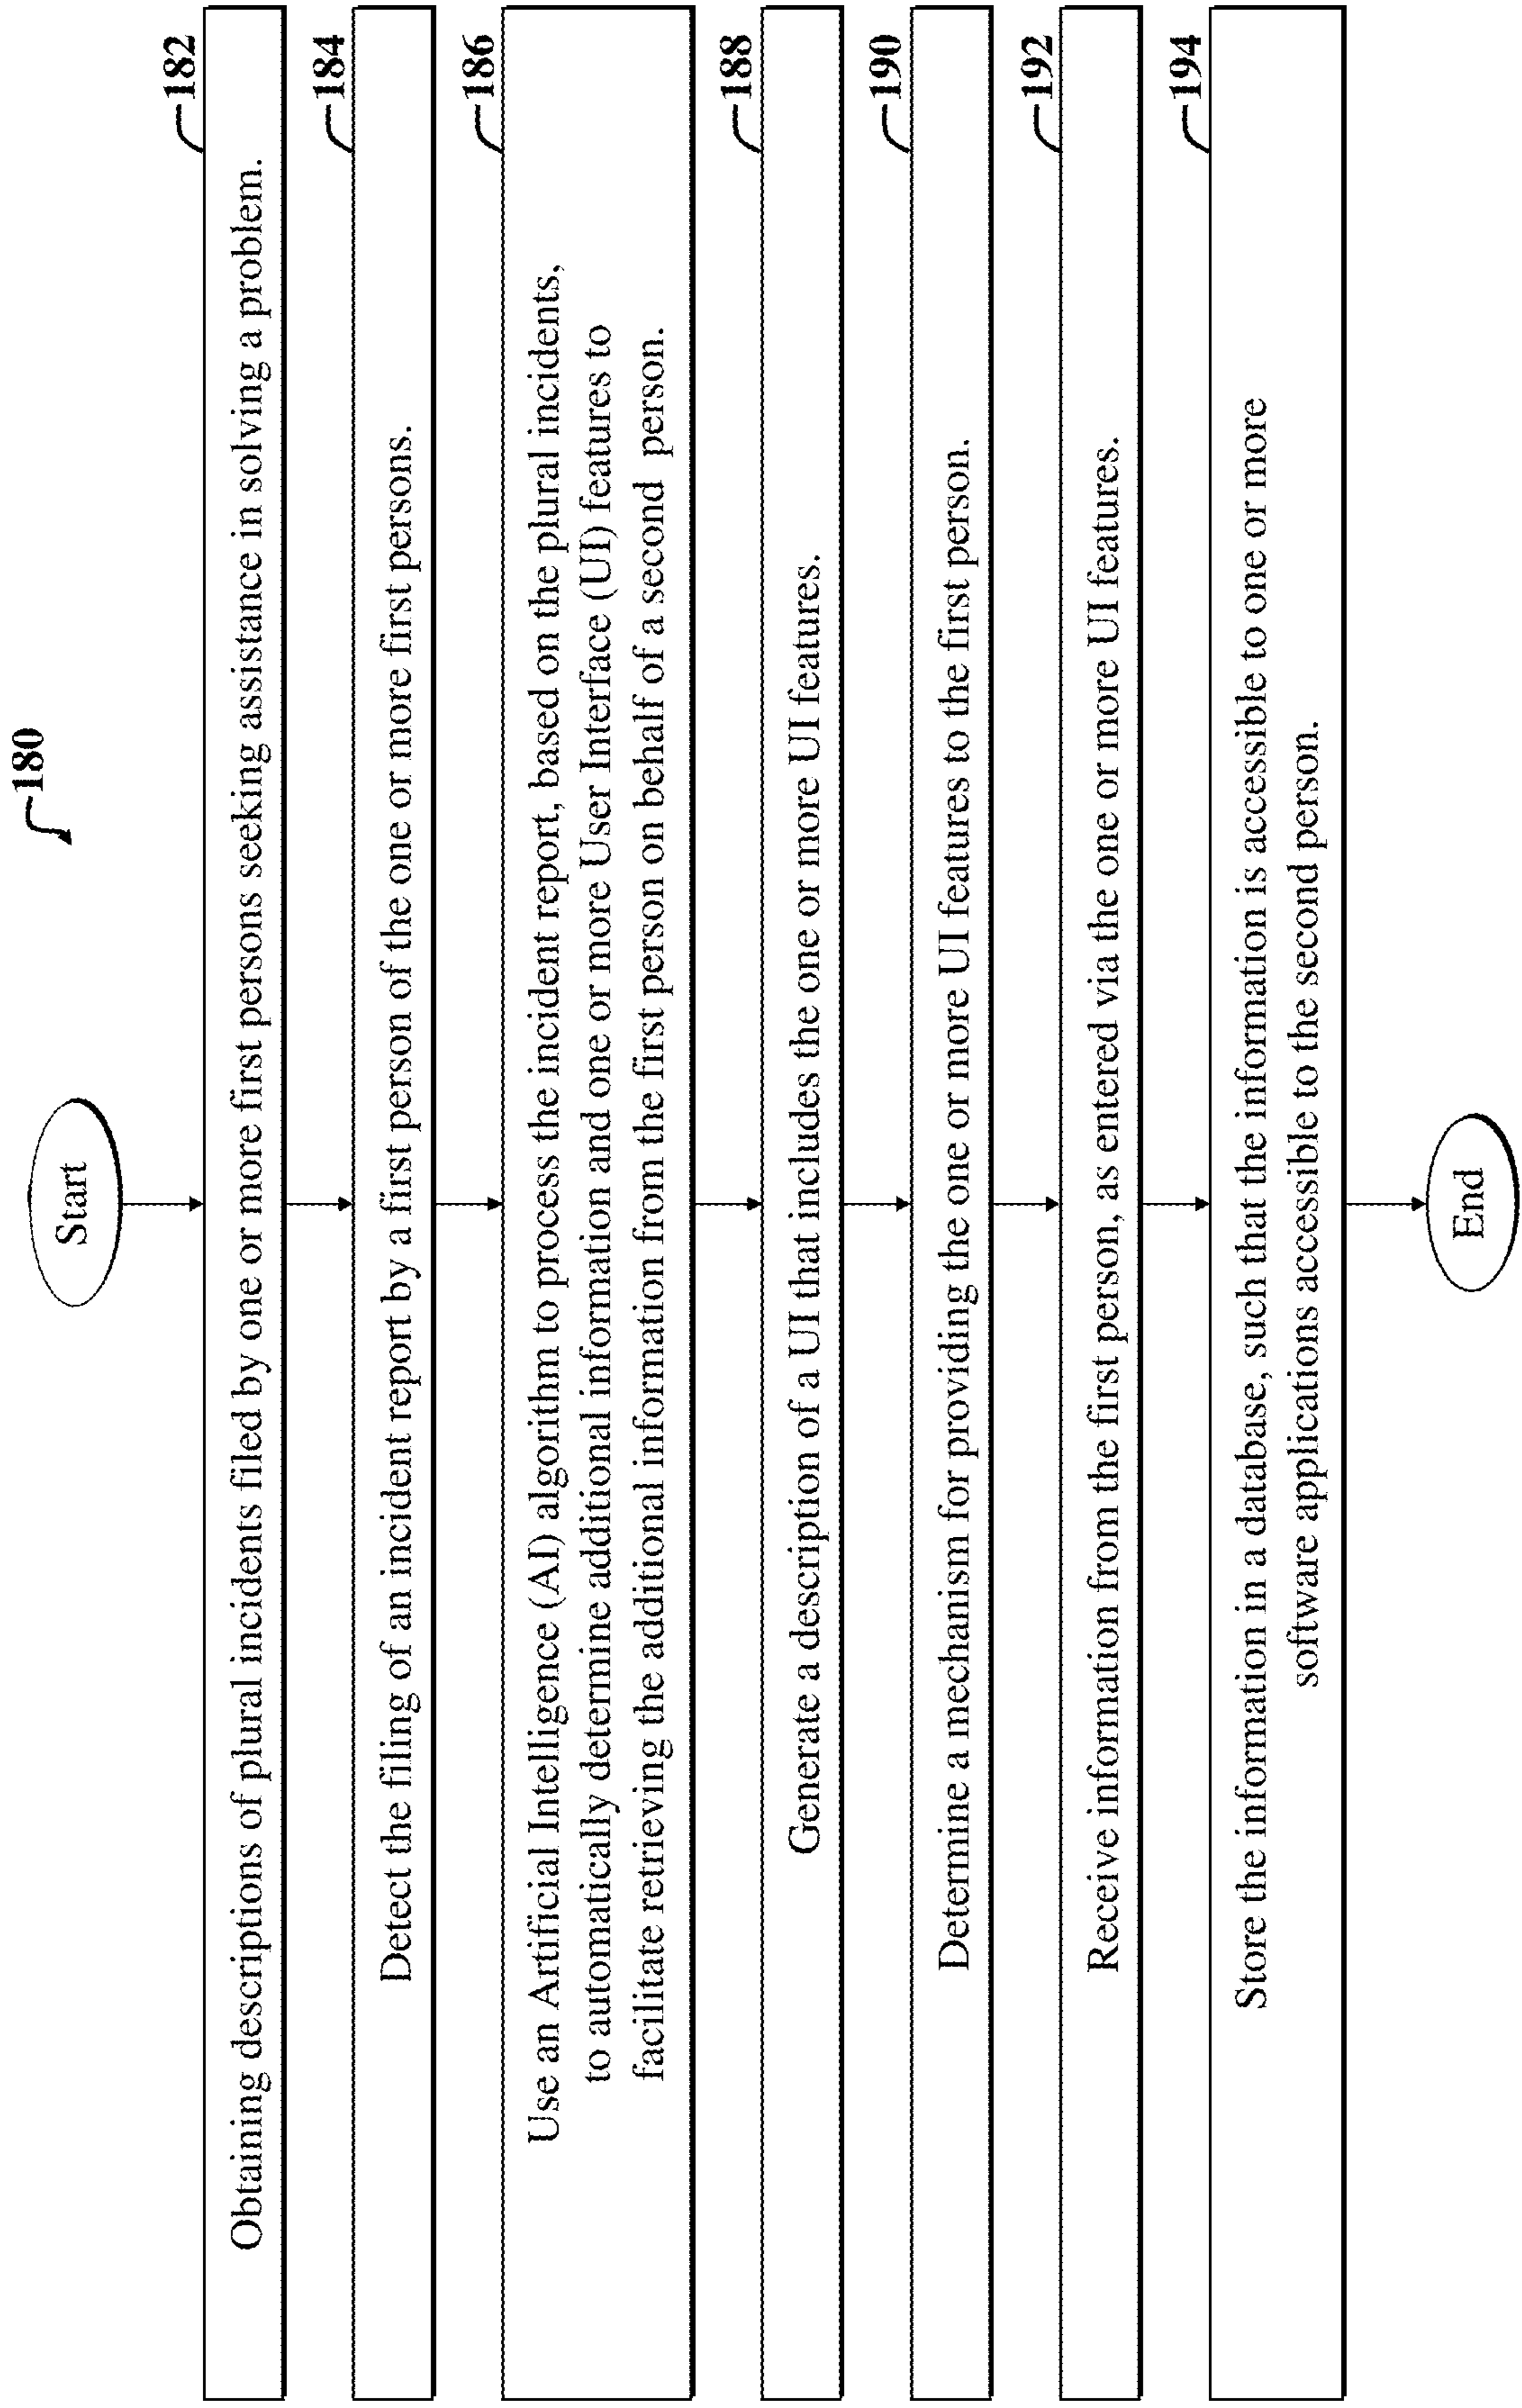 180
Start
182
Obtaining descriptions of plural incidents filed by one or more first persons seeking assistance in solving a problem.
184
Detect the filing of an incident report by a first person of the one or more first persons.
186
Use an Artificial Intelligence (AI) algorithm to process the incident report, based on the plural incidents,
to automatically determine additional information and one or more User Interface (UI) features to
facilitate retrieving the additional information from the first person on behalf of a second person.
188
Generate a description of a UI that includes the one or more UI features.
190
Determine a mechanism for providing the one or more UI features to the first person.
192
Receive information from the first person, as entered via the one or more UI features.
194
Store the information in a database, such that the information is accessible to one or more
software applications accessible to the second person.
End